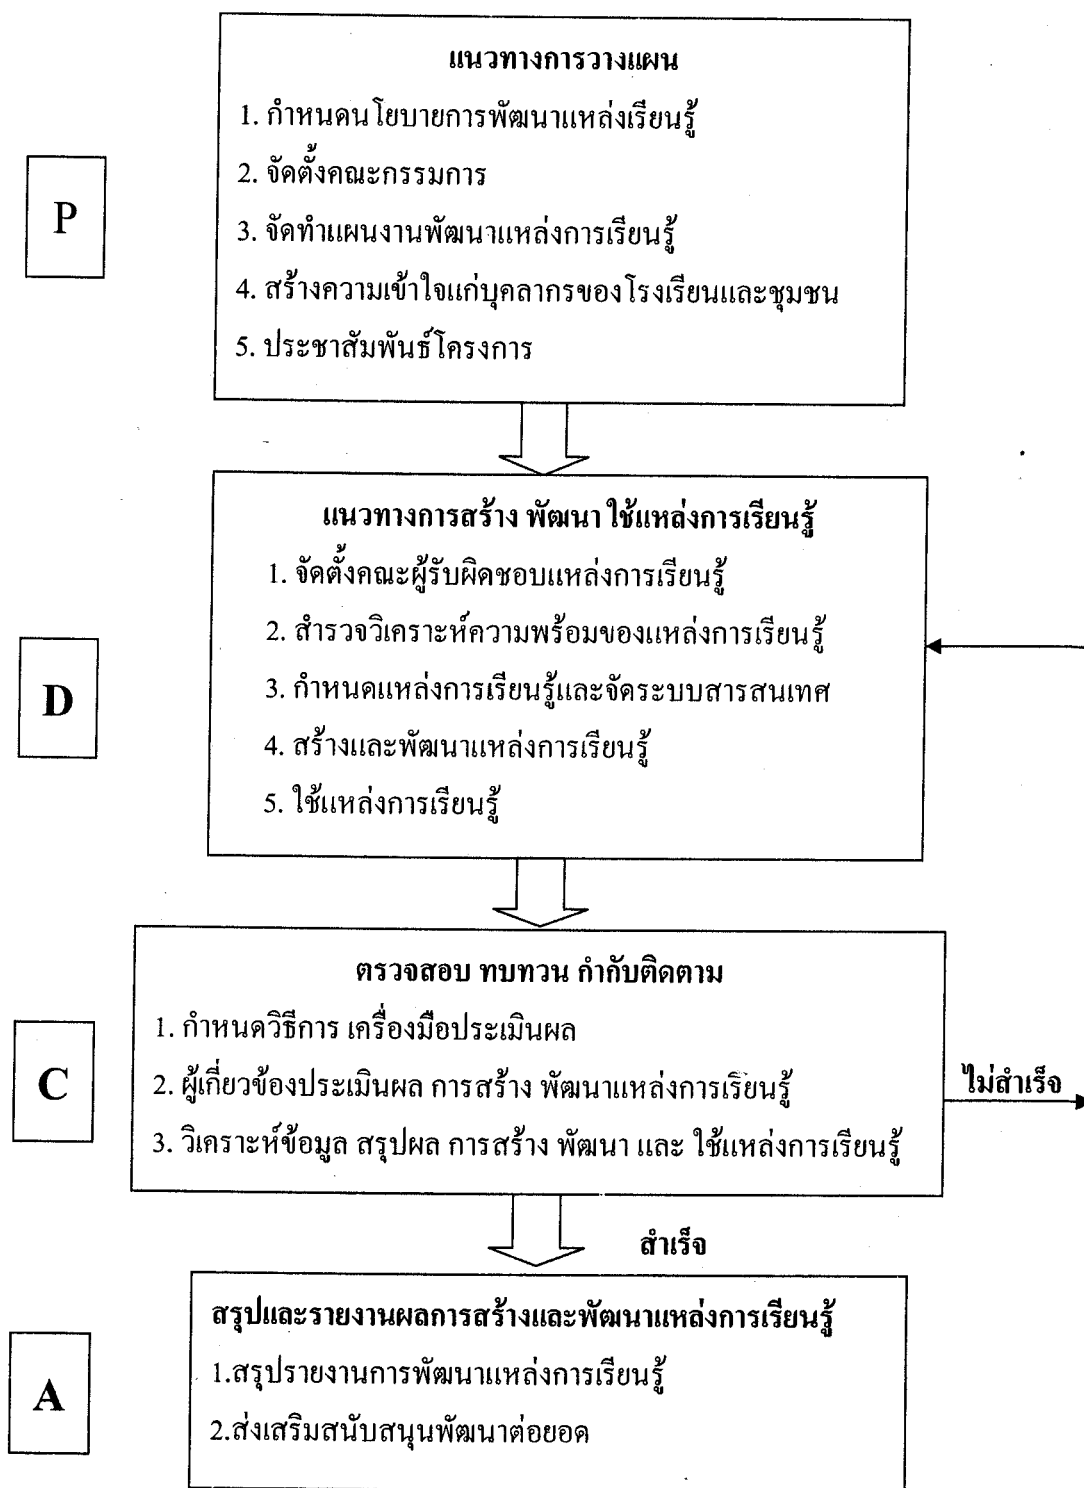 แนวทางการวางแผน
1. กำหนดนโยบายการพัฒนาแหล่งเรียนรู้
2. จัดตั้งคณะกรรมการ
P
3. จัดทำแผนงานพัฒนาแหล่งการเรียนรู้
4. สร้างความเข้าใจแก่บุคลากรของโรงเรียนและชุมชน
5. ประชาสัมพันธ์โครงการ
แนวทางการสร้าง พัฒนา ใช้แหล่งการเรียนรู้
1. จัดตั้งคณะผู้รับผิดชอบแหล่งการเรียนรู้
2. สำรวจวิเคราะห์ความพร้อมของแหล่งการเรียนรู้
D
3. กำหนดแหล่งการเรียนรู้และจัดระบบสารสนเทศ
4. สร้างและพัฒนาแหล่งการเรียนรู้
5. ใช้แหล่งการเรียนรู้
ตรวจสอบ ทบทวน กำกับติดตาม
1. กำหนดวิธีการ เครื่องมือประเมินผล
C
2. ผู้เกี่ยวข้องประเมินผล การสร้าง พัฒนาแหล่งการเรียนรู้
ไม่สำเร็จ
3. วิเคราะห์ข้อมูล สรุปผล การสร้าง พัฒนา และ ใช้แหล่งการเรียนรู้
สำเร็จ
สรุปและรายงานผลการสร้างและพัฒนาแหล่งการเรียนรู้
A
1.สรุปรายงานการพัฒนาแหล่งการเรียนรู้
2.ส่งเสริมสนับสนุนพัฒนาต่อยอด